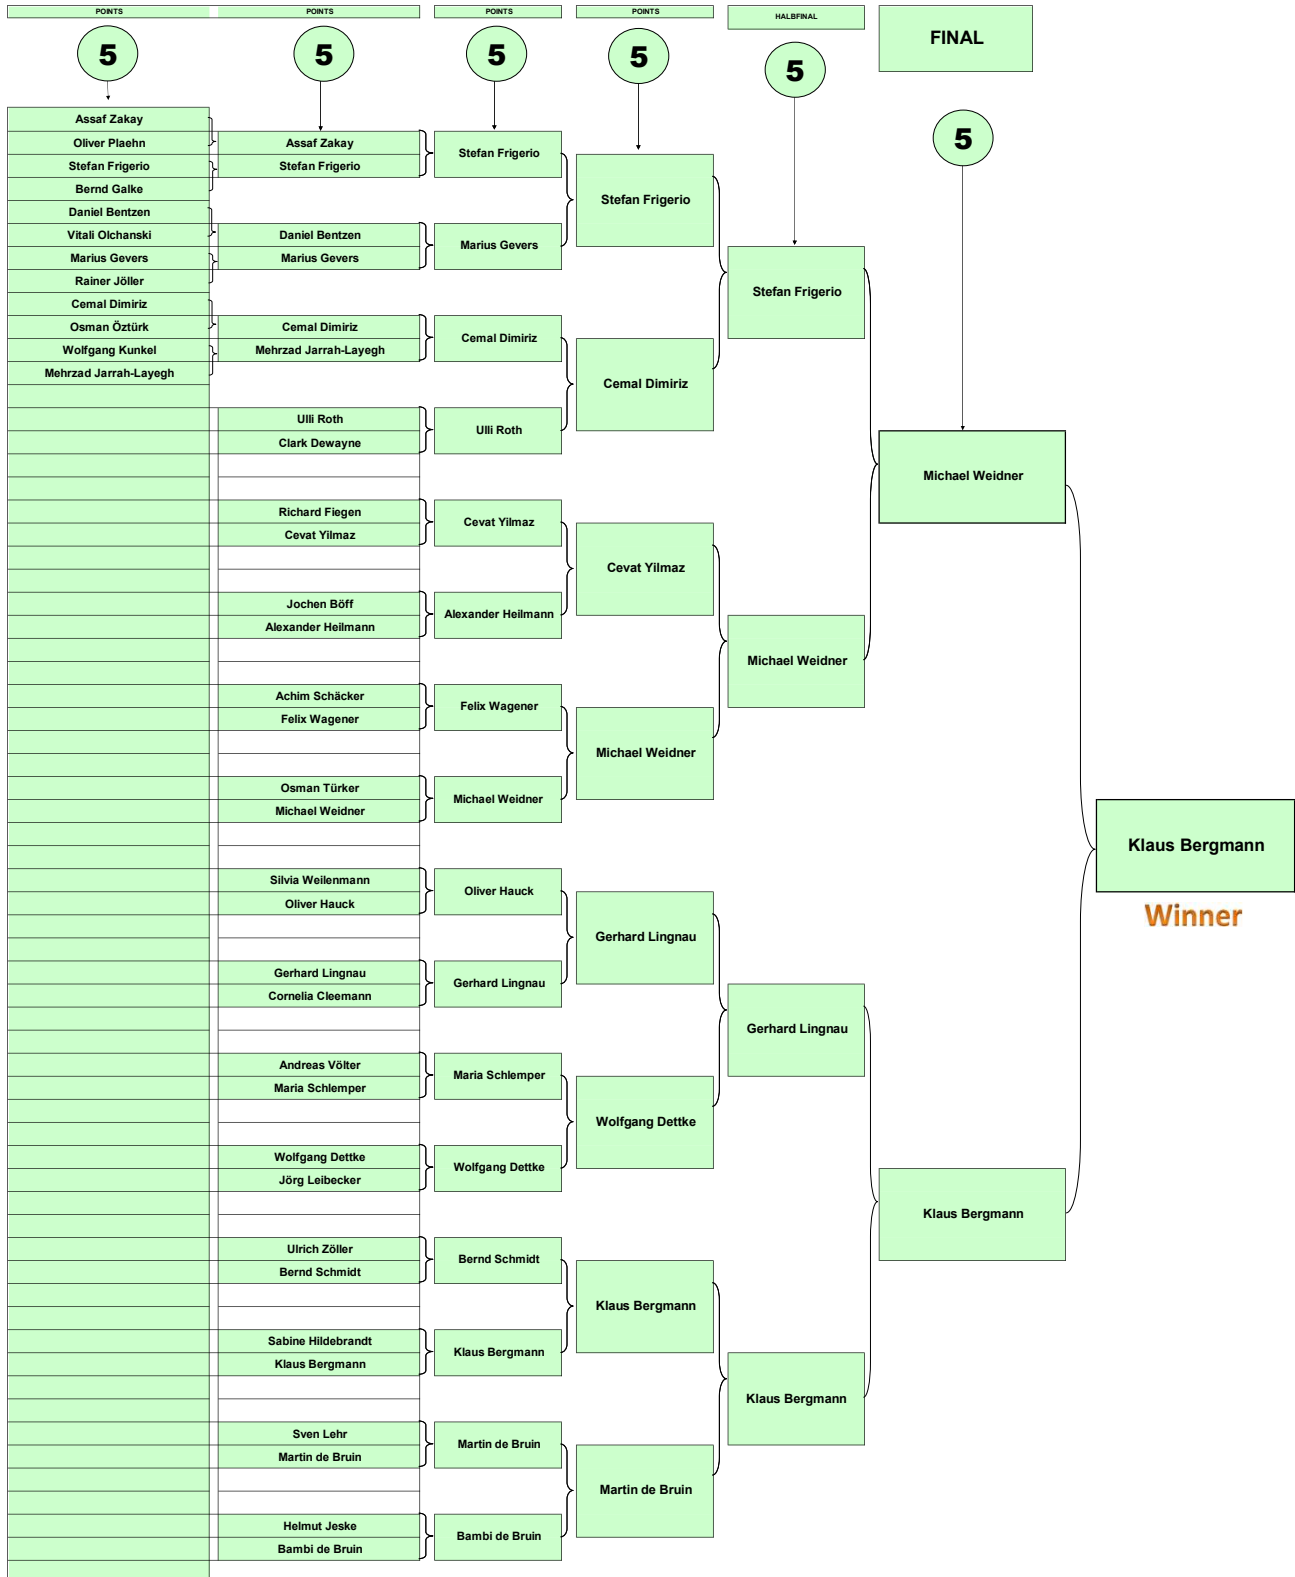 POINTS
POINTS
POINTS
POINTS
HALBFINAL
FINAL
5
5
5
5
5
5
Assaf Zakay
Oliver Plaehn
Stefan Frigerio
Bernd Galke
Daniel Bentzen
Vitali Olchanski
Marius Gevers
Rainer Jöller
Cemal Dimiriz
Osman Öztürk
Wolfgang Kunkel
Mehrzad Jarrah-Layegh
Assaf Zakay
Stefan Frigerio
Daniel Bentzen
Marius Gevers
Cemal Dimiriz
Mehrzad Jarrah-Layegh
Ulli Roth
Clark Dewayne
Richard Fiegen
Cevat Yilmaz
Jochen Böff
Alexander Heilmann
Achim Schäcker
Felix Wagener
Osman Türker
Michael Weidner
Silvia Weilenmann
Oliver Hauck
Gerhard Lingnau
Cornelia Cleemann
Andreas Völter
Maria Schlemper
Wolfgang Dettke
Jörg Leibecker
Ulrich Zöller
Bernd Schmidt
Sabine Hildebrandt
Klaus Bergmann
Sven Lehr
Martin de Bruin
Helmut Jeske
Bambi de Bruin
Stefan Frigerio
Marius Gevers
Cemal Dimiriz
Ulli Roth
Cevat Yilmaz
Alexander Heilmann
Felix Wagener
Michael Weidner
Oliver Hauck
Gerhard Lingnau
Maria Schlemper
Wolfgang Dettke
Bernd Schmidt
Klaus Bergmann
Martin de Bruin
Bambi de Bruin
Stefan Frigerio
Cemal Dimiriz
Cevat Yilmaz
Michael Weidner
Gerhard Lingnau
Wolfgang Dettke
Klaus Bergmann
Martin de Bruin
Stefan Frigerio
Michael Weidner
Gerhard Lingnau
Klaus Bergmann
Michael Weidner
Klaus Bergmann
Klaus Bergmann
Winner